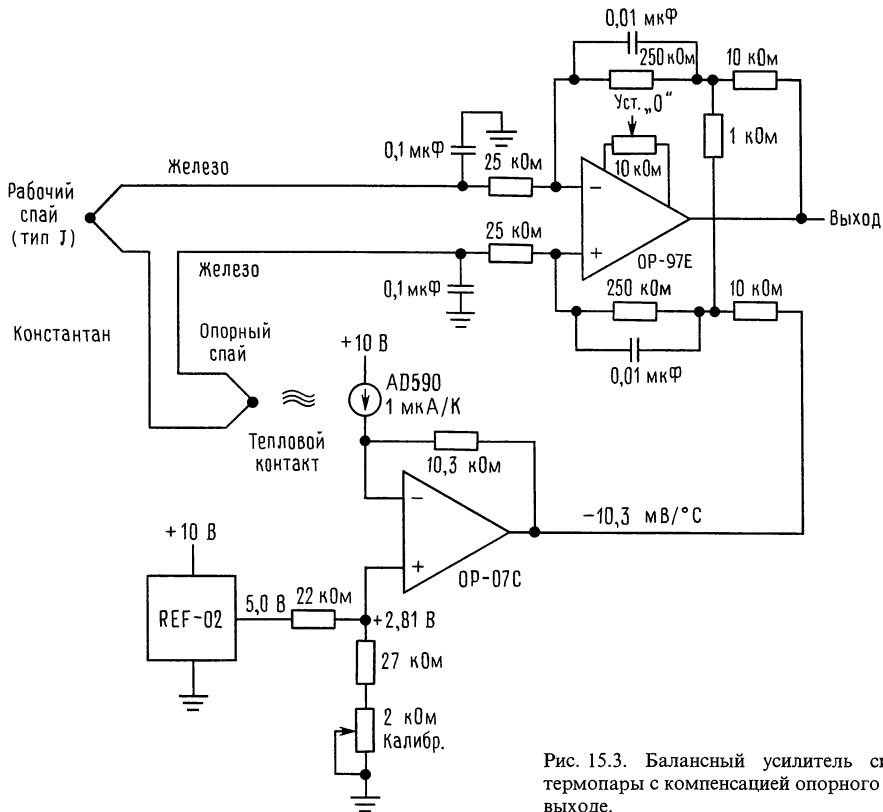 0,01 мкФ
250 кОм
10 кОм
Уст. „0“
1 кОм
0,1 мкФ
Железо
25 кОм
10 кОм
Рабочий
спай
(тип J)
Выход
25 кОм
OP-97E
Железо
0,1 мкФ
250 кОм
10 кОм
Константан
Опорный
спай
+10 В
0,01 мкФ
AD590
1 мкА/К
Тепловой
контакт
10,3 кОм
-10,3 мВ/°С
+10 В
OP-07C
REF-02
5,0 В
22 кОм
+2,81 В
27 кОм
2 кОм
Калибр.
Рис. 15.3. Балансный усилитель
термопары с компенсацией опорного
выходе.